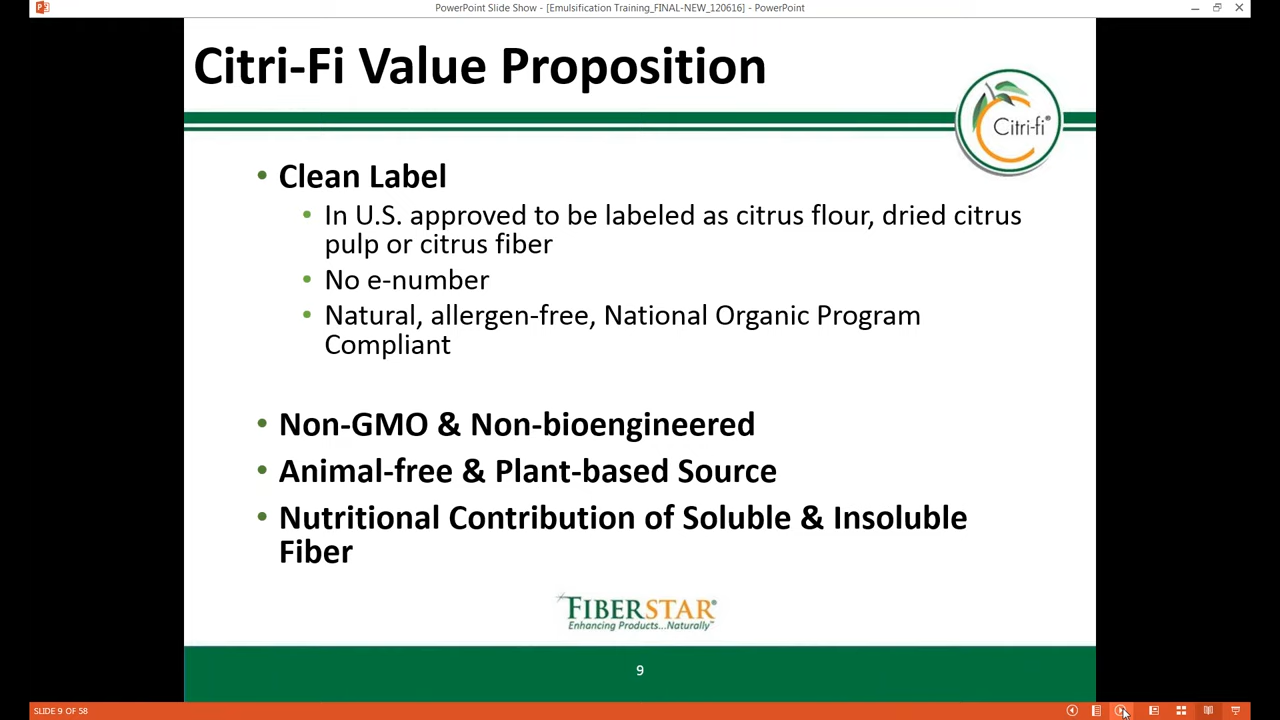 PowerPoint Slide Show - [Emulsification Training_FINAL-NEW_120616] - PowerPoint
Citri-Fi Value Proposition
Citri-fi®
• Clean Label
• In U.S. approved to be labeled as citrus flour, dried citrus
pulp or citrus fiber
• No e-number
• Natural, allergen-free, National Organic Program
Compliant
• Non-GMO & Non-bioengineered
• Animal-free & Plant-based Source
• Nutritional Contribution of Soluble & Insoluble
Fiber
FIBERSTAR®
Enhancing Products...Naturally™
9
SLIDE 9 OF 58